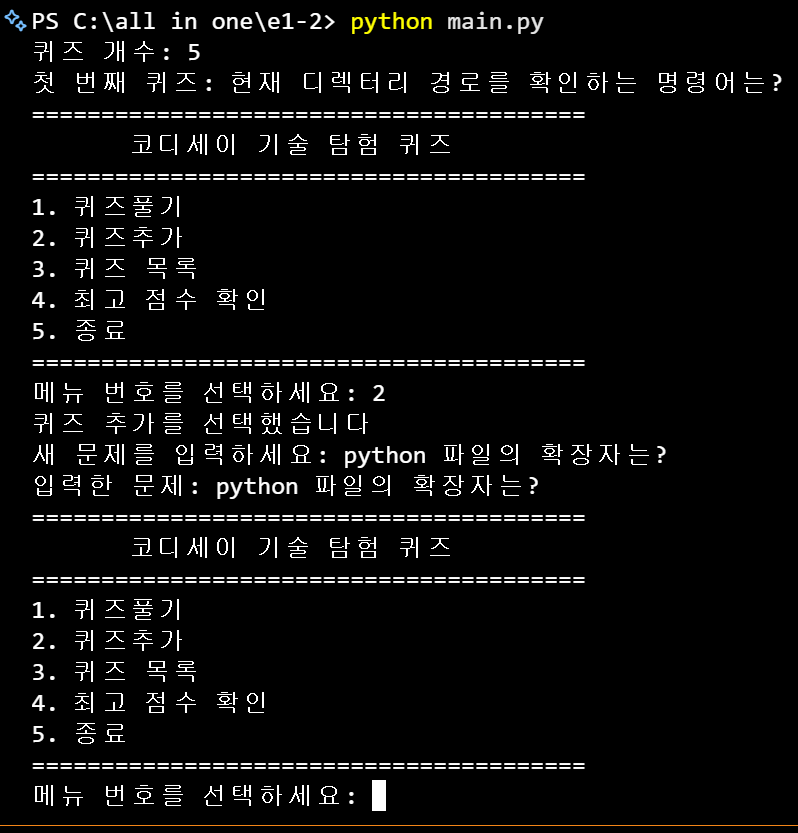 PS C:\all in one\e1-2> python main.py
퀴즈 개수: 5
첫 번째 퀴즈: 현재 디렉터리 경로를 확인하는 명령어는?
========================================
코디세이 기술 탐험 퀴즈
========================================
1. 퀴즈풀기
2. 퀴즈추가
3. 퀴즈 목록
4. 최고 점수 확인
5. 종료
========================================
메뉴 번호를 선택하세요: 2
퀴즈 추가를 선택했습니다
새 문제를 입력하세요: python 파일의 확장자는?
입력한 문제: python 파일의 확장자는?
========================================
코디세이 기술 탐험 퀴즈
========================================
1. 퀴즈풀기
2. 퀴즈추가
3. 퀴즈 목록
4. 최고 점수 확인
5. 종료
========================================
메뉴 번호를 선택하세요: